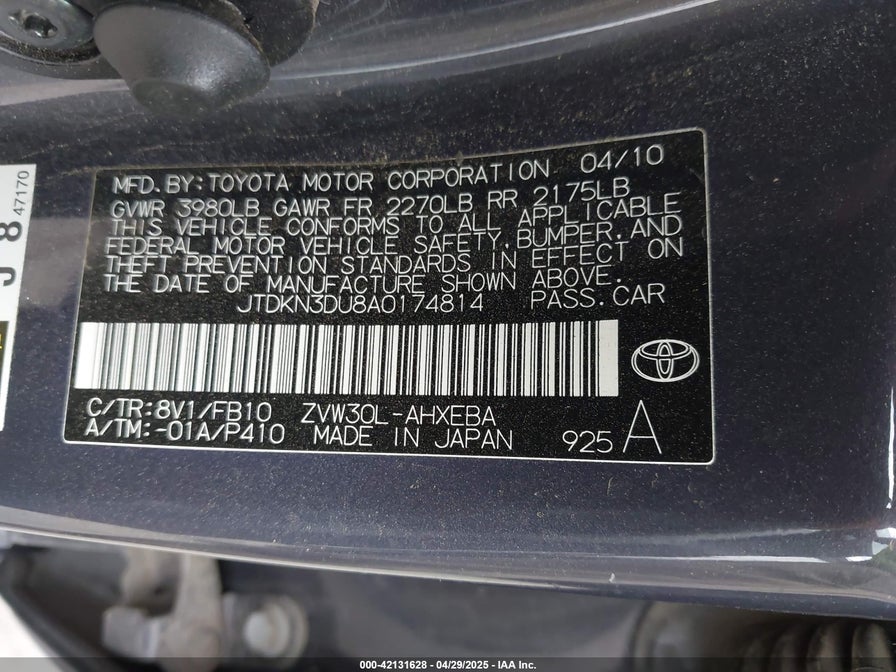 MFD. BY: TOYOTA MOTOR CORPORATION 04/10
GVWR 3980LB GAWR FR 2270LB RR 2175LB
THIS VEHICLE CONFORMS TO ALL APPLICABLE
FEDERAL MOTOR VEHICLE SAFETY, BUMPER, AND
THEFT PREVENTION STANDARDS IN EFFECT ON
THE DATE OF MANUFACTURE SHOWN ABOVE.
JTDKN3DU8A0174814 PASS. CAR
C/TR: 8V1/FB10 ZVW30L-AHXEBA
A/TM: -01A/P410 MADE IN JAPAN 925 A
J 8 47170
000-42131628 | 04/29/2025 - IAA Inc.